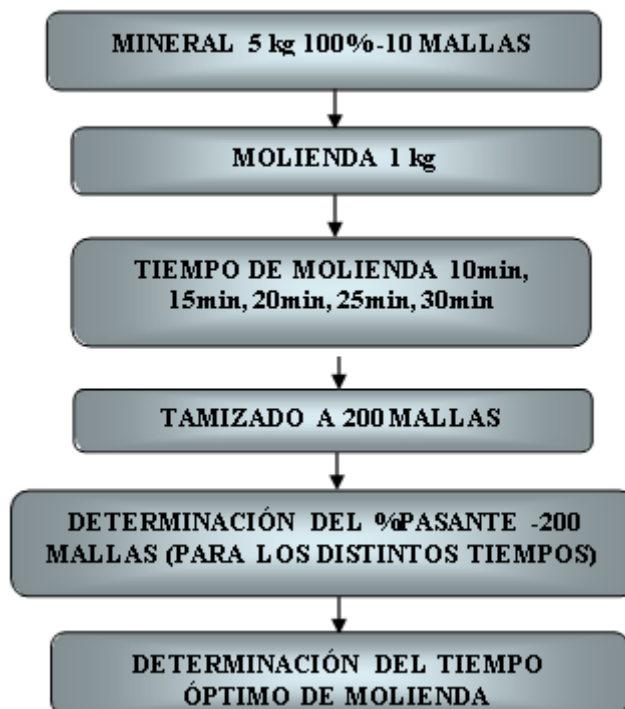 MINERAL 5 kg 100%-10 MALLAS
MOLIENDA 1 kg
TIEMPO DE MOLIENDA 10min,
15min, 20min, 25min, 30min
TAMIZADO A 200 MALLAS
DETERMINACIÓN DEL %PASANTE -200
MALLAS (PARA LOS DISTINTOS TIEMPOS)
DETERMINACIÓN DEL TIEMPO
ÓPTIMO DE MOLIENDA